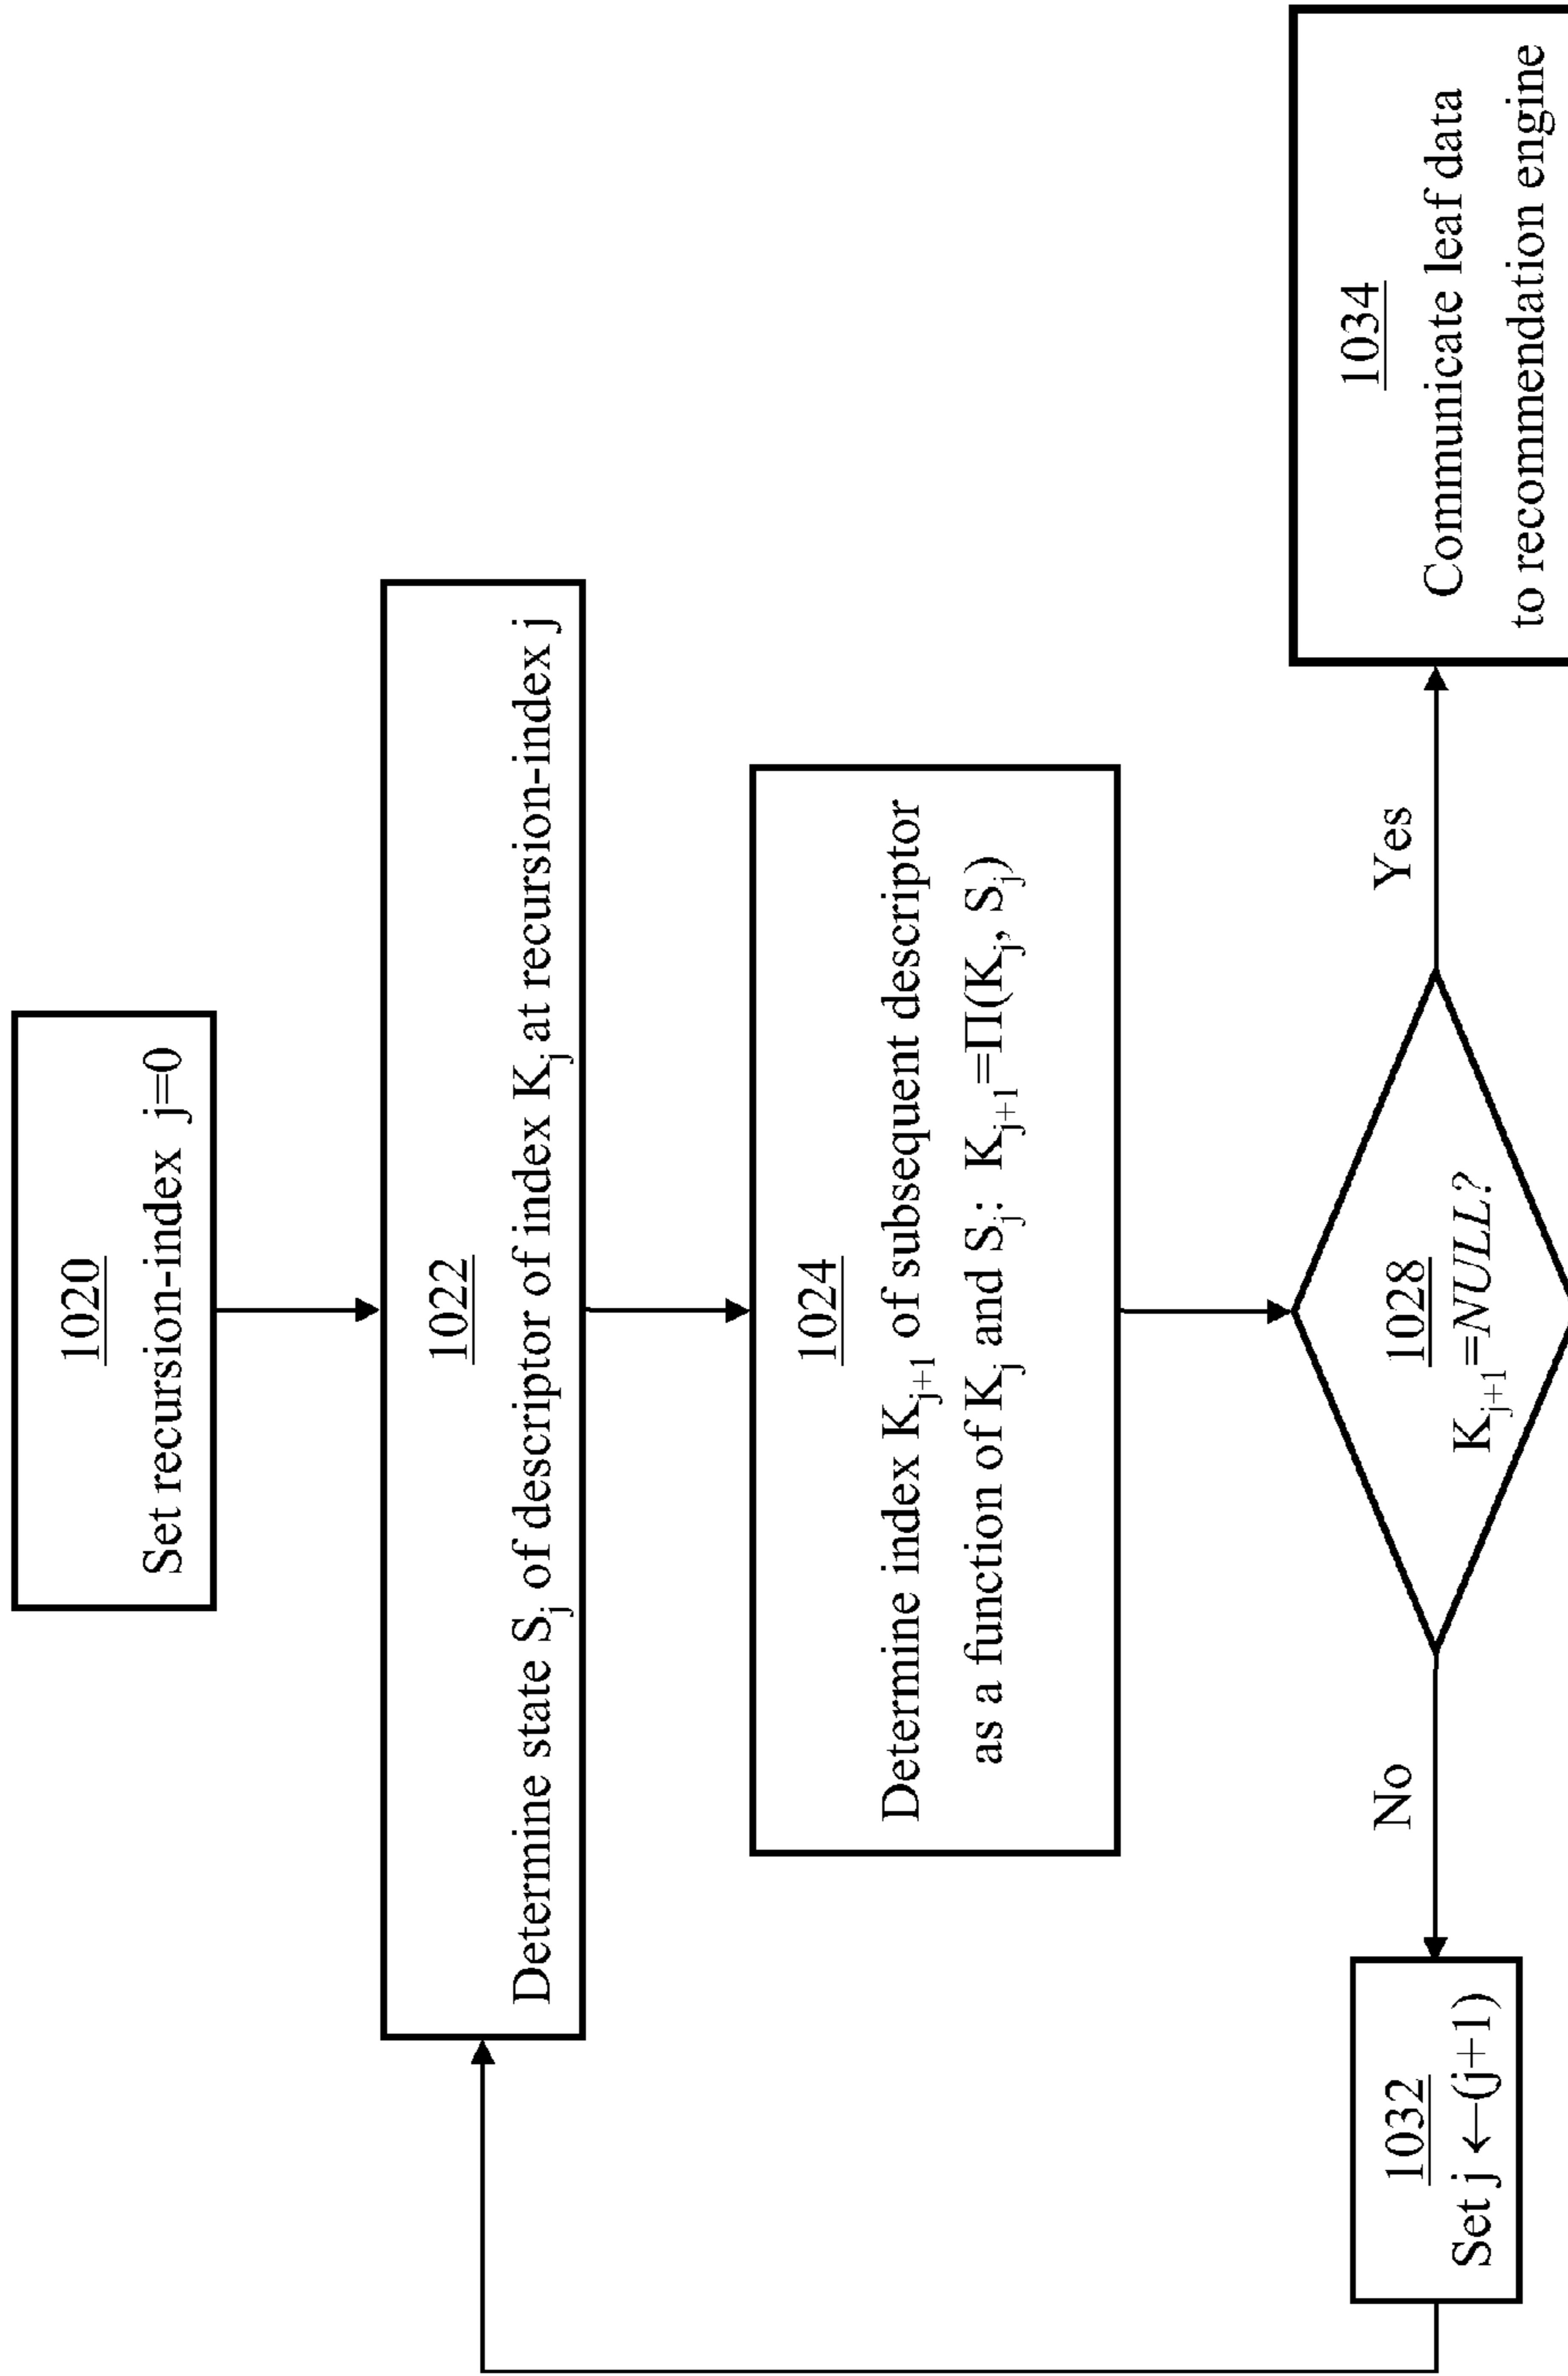 1020
Set recursion-index j=0
1022
Determine state Sⱼ of descriptor of index Kⱼ at recursion-index j
1024
Determine index Kⱼ₊₁ of subsequent descriptor
as a function of Kⱼ and Sⱼ: Kⱼ₊₁=Π(Kⱼ, Sⱼ)
1028
Kⱼ₊₁=NULL?
No
Yes
1032
Set j ←(j+1)
1034
Communicate leaf data
to recommendation engine